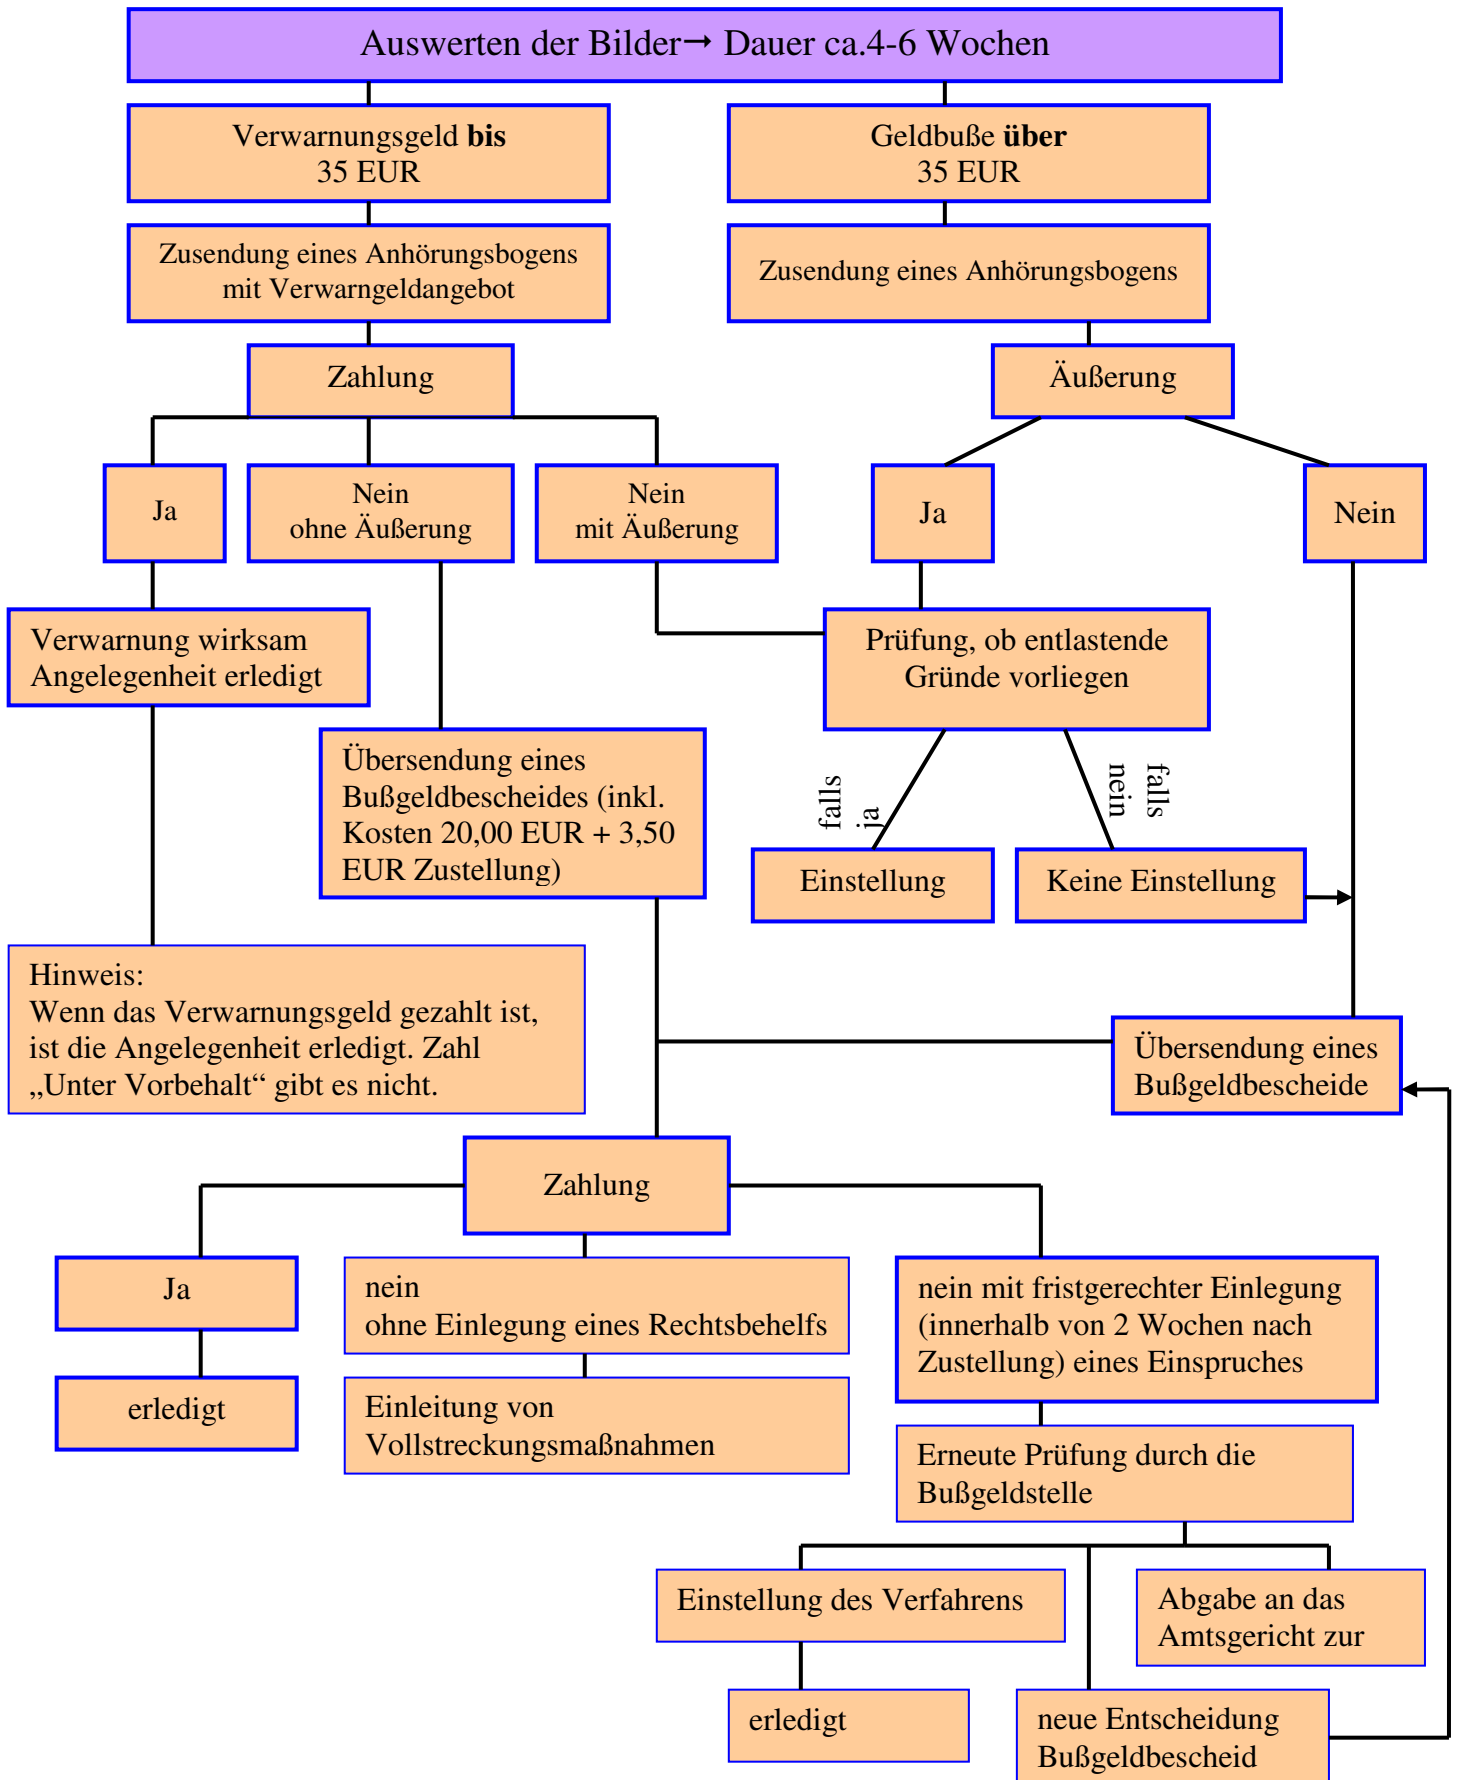 Auswerten der Bilder→ Dauer ca.4-6 Wochen
Verwarnungsgeld bis
35 EUR
Geldbuße über
35 EUR
Zusendung eines Anhörungsbogens
mit Verwarngeldangebot
Zusendung eines Anhörungsbogens
Zahlung
Äußerung
Ja
Nein
ohne Äußerung
Nein
mit Äußerung
Ja
Nein
Verwarnung wirksam
Angelegenheit erledigt
Prüfung, ob entlastende
Gründe vorliegen
Übersendung eines
Bußgeldbescheides (inkl.
Kosten 20,00 EUR + 3,50
EUR Zustellung)
falls
ja
falls
nein
Einstellung
Keine Einstellung
Hinweis:
Wenn das Verwarnungsgeld gezahlt ist,
ist die Angelegenheit erledigt. Zahl
„Unter Vorbehalt“ gibt es nicht.
Übersendung eines
Bußgeldbescheide
Zahlung
Ja
nein
ohne Einlegung eines Rechtsbehelfs
nein mit fristgerechter Einlegung
(innerhalb von 2 Wochen nach
Zustellung) eines Einspruches
erledigt
Einleitung von
Vollstreckungsmaßnahmen
Erneute Prüfung durch die
Bußgeldstelle
Einstellung des Verfahrens
Abgabe an das
Amtsgericht zur
erledigt
neue Entscheidung
Bußgeldbescheid